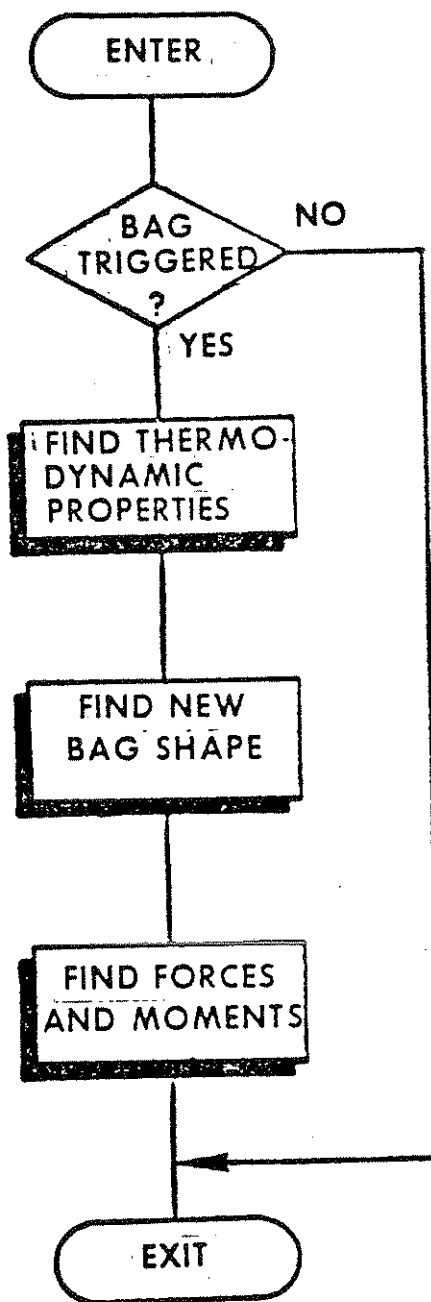 ENTER
BAG
TRIGGERED
?
NO
YES
FIND THERMO-
DYNAMIC
PROPERTIES
FIND NEW
BAG SHAPE
FIND FORCES
AND MOMENTS
EXIT